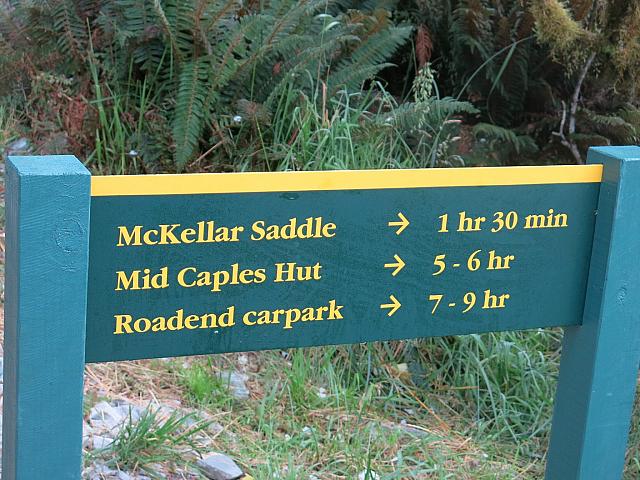 McKellar Saddle → 1 hr 30 min
Mid Caples Hut → 5 - 6 hr
Roadend carpark → 7 - 9 hr